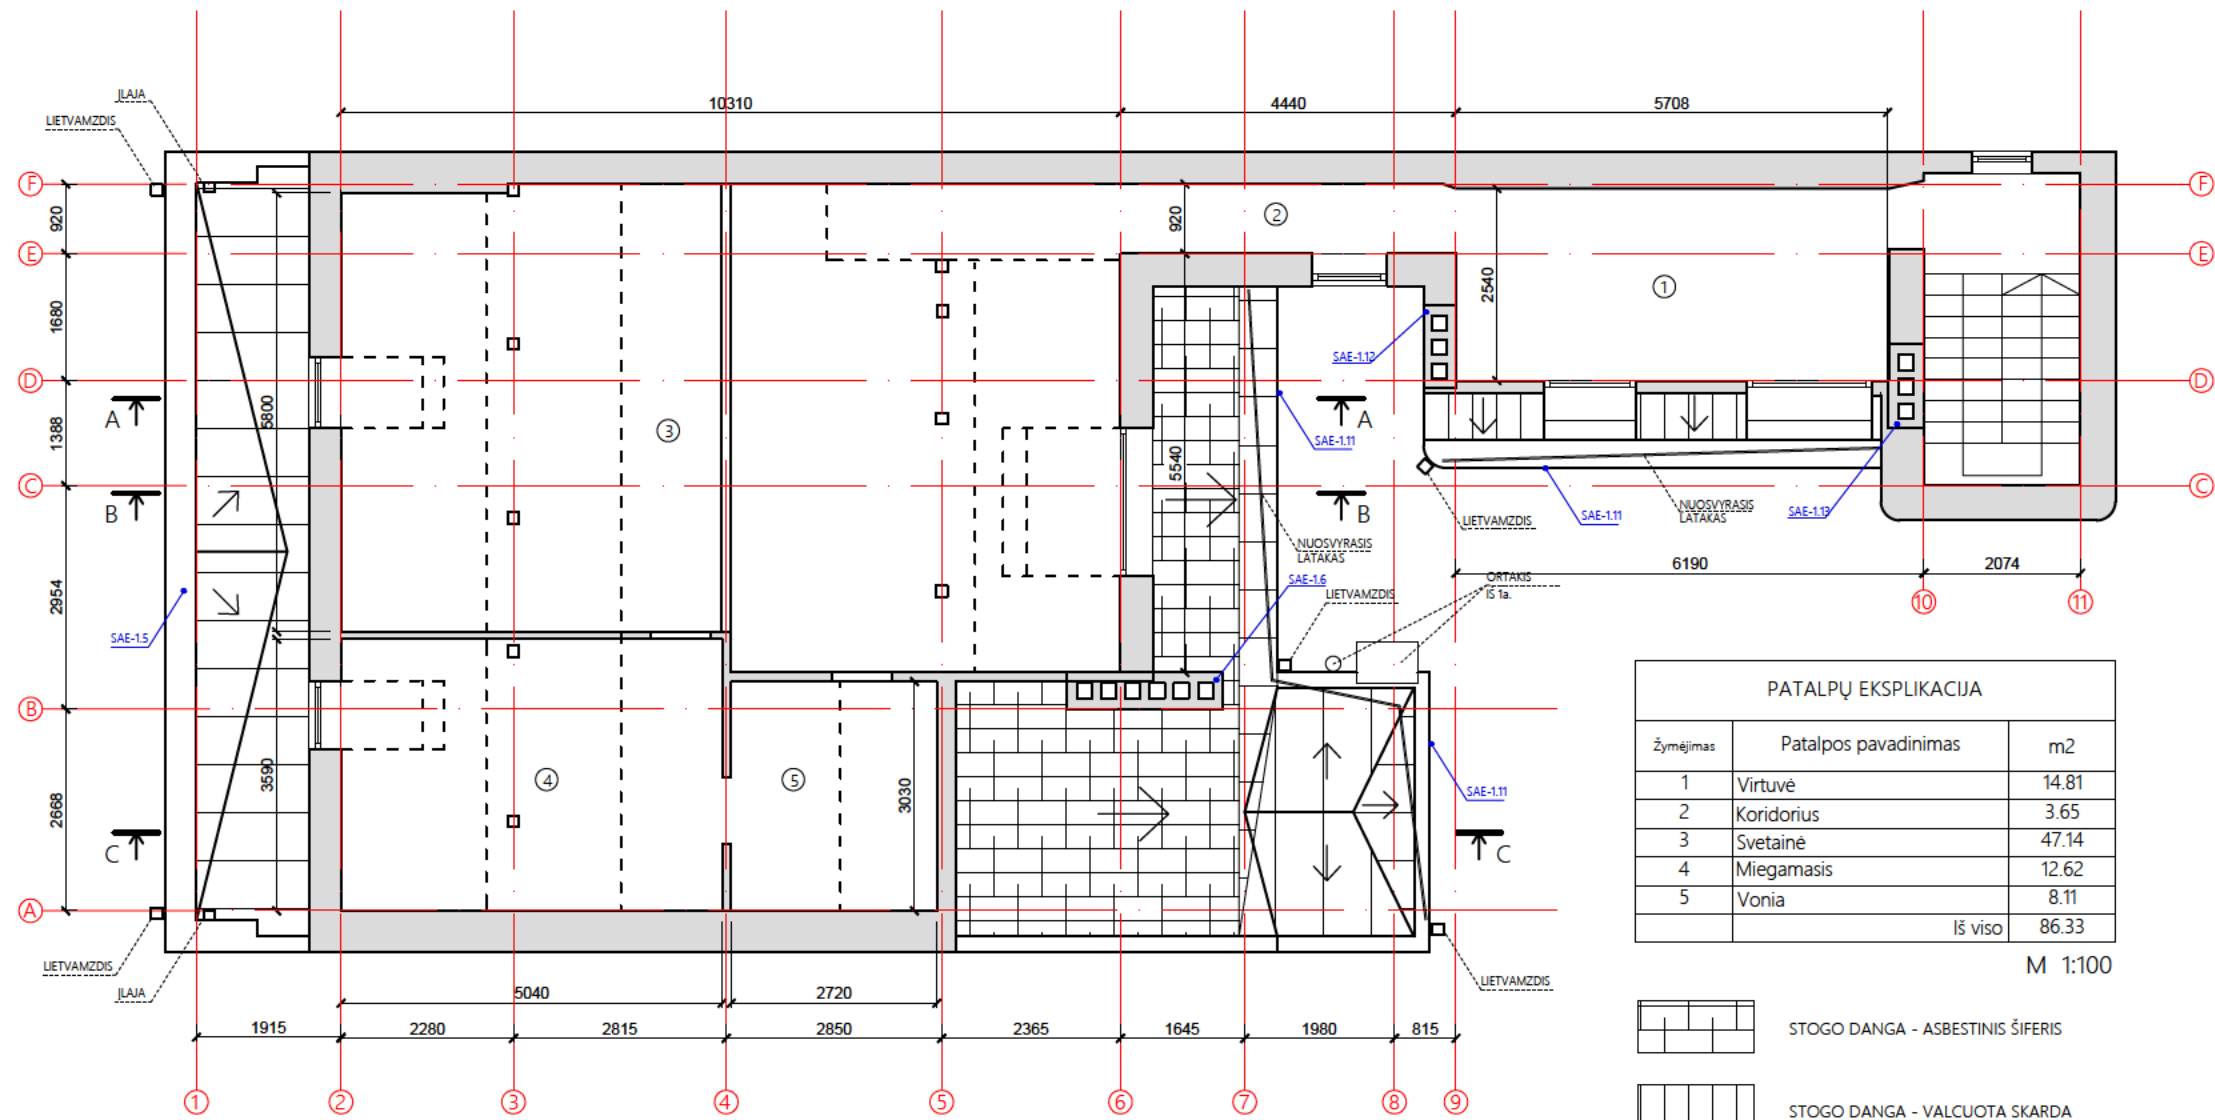 10310
4440
5708
ĮLAJA
LIETVAMZDIS
F
F
920
920
2
E
E
1680
2540
1
SAE-1.12
D
D
A
A
1388
5800
3
SAE-1.11
5540
C
C
B
B
NUOSVYRASIS
LATAKAS
LIETVAMZDIS
SAE-1.11
NUOSVYRASIS
LATAKAS
SAE-1.13
6190
2074
2954
SAE-1.6
ORTAKIS
IŠ 1a.
LIETVAMZDIS
10
11
SAE-1.5
B
3590
4
5
3030
2668
SAE-1.11
C
C
A
LIETVAMZDIS
ĮLAJA
LIETVAMZDIS
5040
2720
1915
2280
2815
2850
2365
1645
1980
815
1
2
3
4
5
6
7
8
9
PATALPŲ EKSPLIKACIJA
Žymėjimas Patalpos pavadinimas m2
1 Virtuvė 14.81
2 Koridorius 3.65
3 Svetainė 47.14
4 Miegamasis 12.62
5 Vonia 8.11
Iš viso 86.33
M 1:100
STOGO DANGA - ASBESTINIS ŠIFERIS
STOGO DANGA - VALCUOTA SKARDA